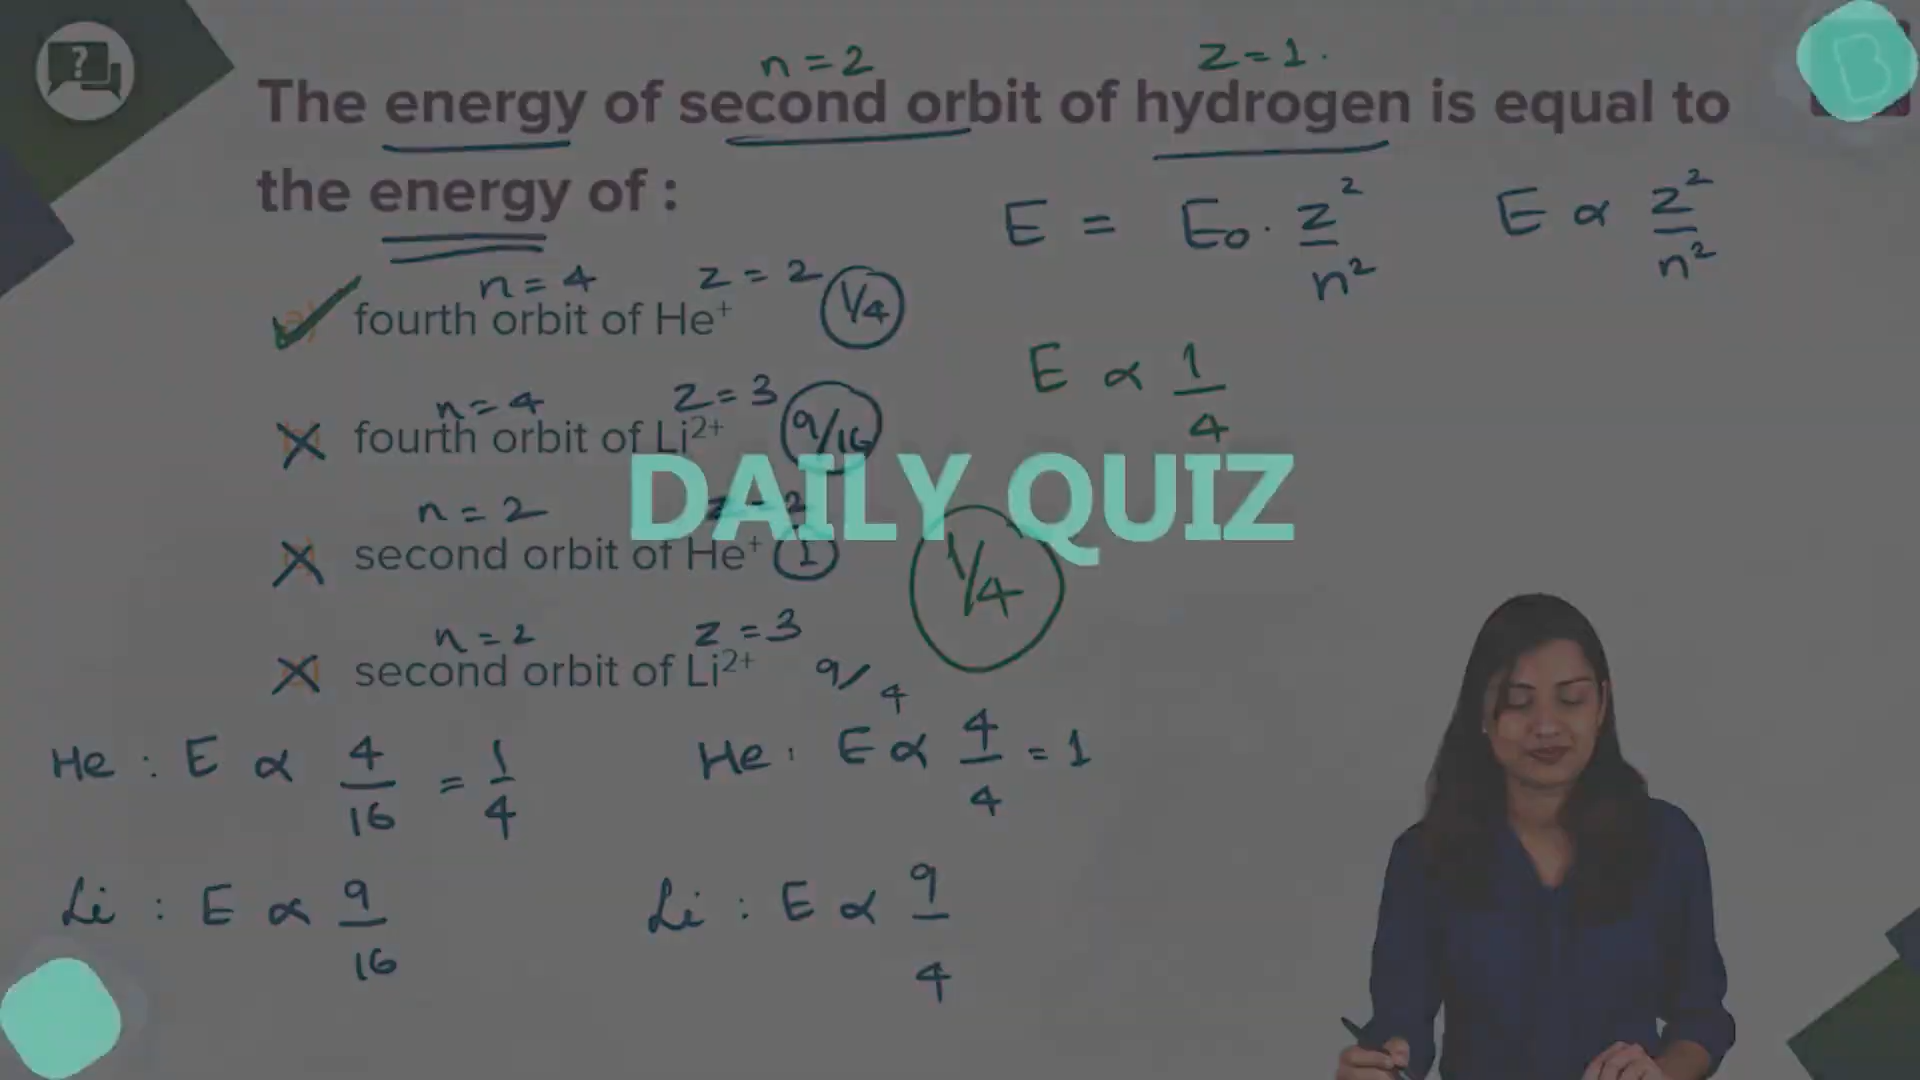 n = 2 Z = 1.
The energy of second orbit of hydrogen is equal to
the energy of :
E = E₀ . Z²/n² E ∝ Z²/n²
n = 4 Z = 2
a) fourth orbit of He⁺ 1/4
E ∝ 1/4
n = 4 Z = 3
fourth orbit of Li²⁺ 9/16
DAILY QUIZ
n = 2 Z = 2
second orbit of He⁺ 1
1/4
n = 2 Z = 3
second orbit of Li²⁺ 9/4
He : E ∝ 4/16 = 1/4 He : E ∝ 4/4 = 1
Li : E ∝ 9/16 Li : E ∝ 9/4
?
B